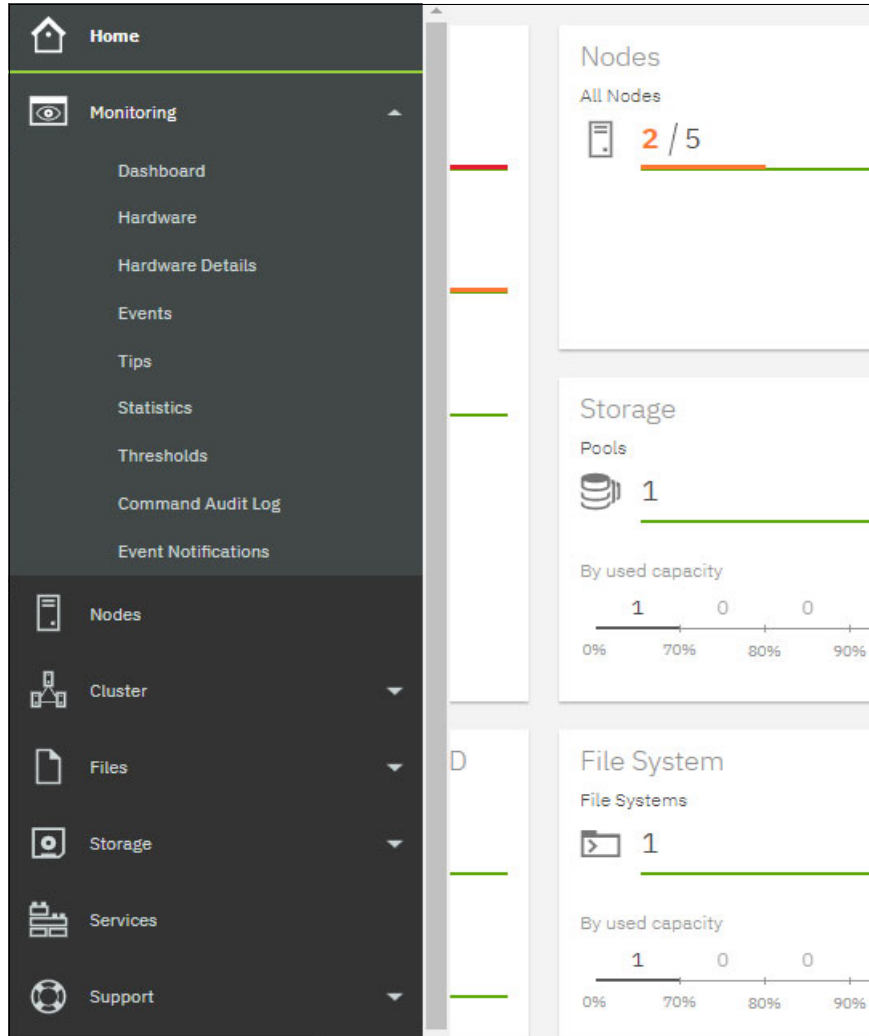 Home
Monitoring
Dashboard
Hardware
Hardware Details
Events
Tips
Statistics
Thresholds
Command Audit Log
Event Notifications
Nodes
Cluster
Files
Storage
Services
Support
D
Nodes
All Nodes
2 / 5
Storage
Pools
1
By used capacity
1 0 0
0% 70% 80% 90%
File System
File Systems
1
By used capacity
1 0 0
0% 70% 80% 90%